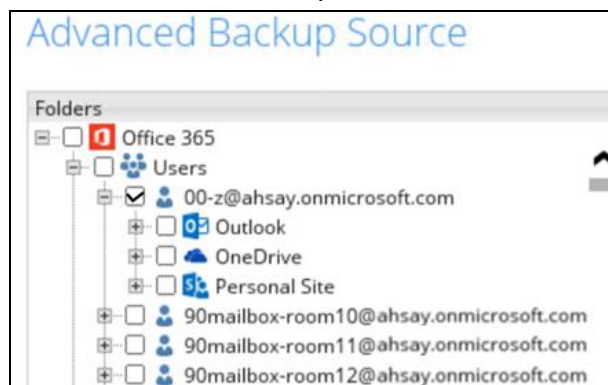 Advanced Backup Source
Folders
Office 365
Users
00-z@ahsay.onmicrosoft.com
Outlook
OneDrive
Personal Site
90mailbox-room10@ahsay.onmicrosoft.com
90mailbox-room11@ahsay.onmicrosoft.com
90mailbox-room12@ahsay.onmicrosoft.com